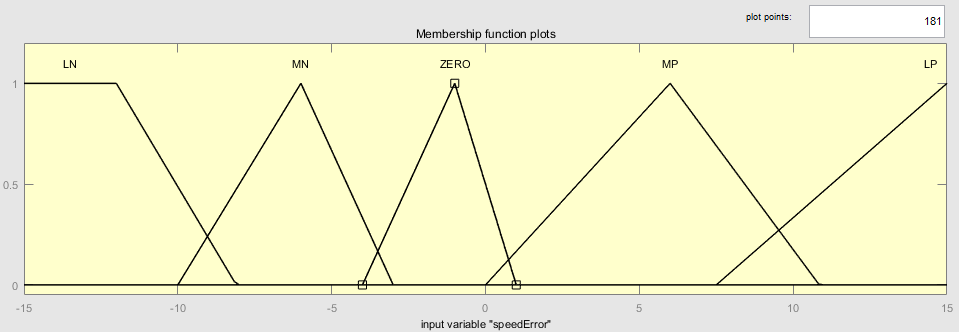 plot points: 181
Membership function plots
LN MN ZERO MP LP
1
0.5
0
-15 -10 -5 0 5 10 15
input variable "speedError"